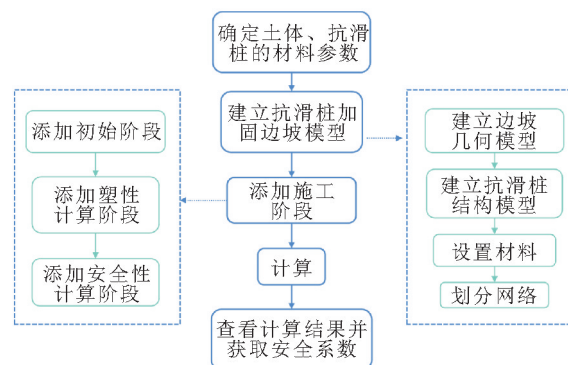 确定土体、抗滑
桩的材料参数
建立抗滑桩加
固边坡模型
添加施工
阶段
计算
查看计算结果并
获取安全系数
添加初始阶段
添加塑性
计算阶段
添加安全性
计算阶段
建立边坡
几何模型
建立抗滑桩
结构模型
设置材料
划分网络